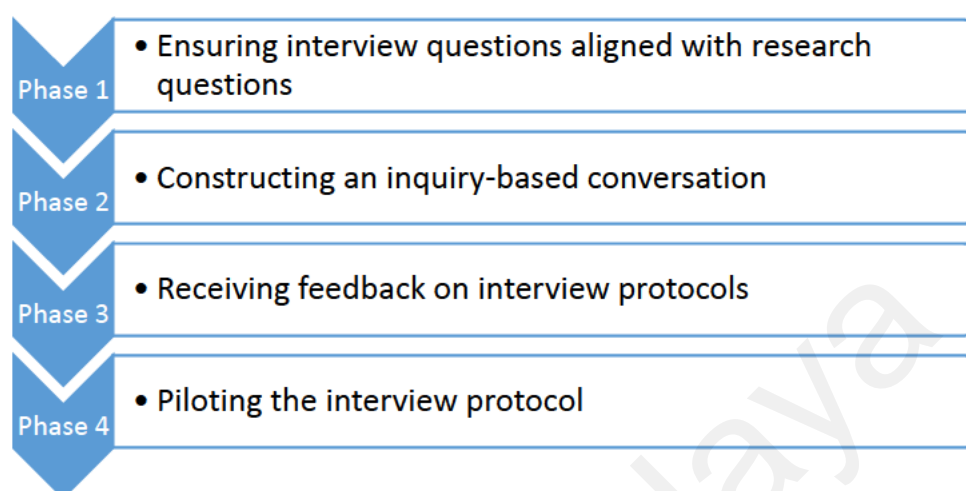 Phase 1
• Ensuring interview questions aligned with research
questions
Phase 2
• Constructing an inquiry-based conversation
Phase 3
• Receiving feedback on interview protocols
Phase 4
• Piloting the interview protocol
laya